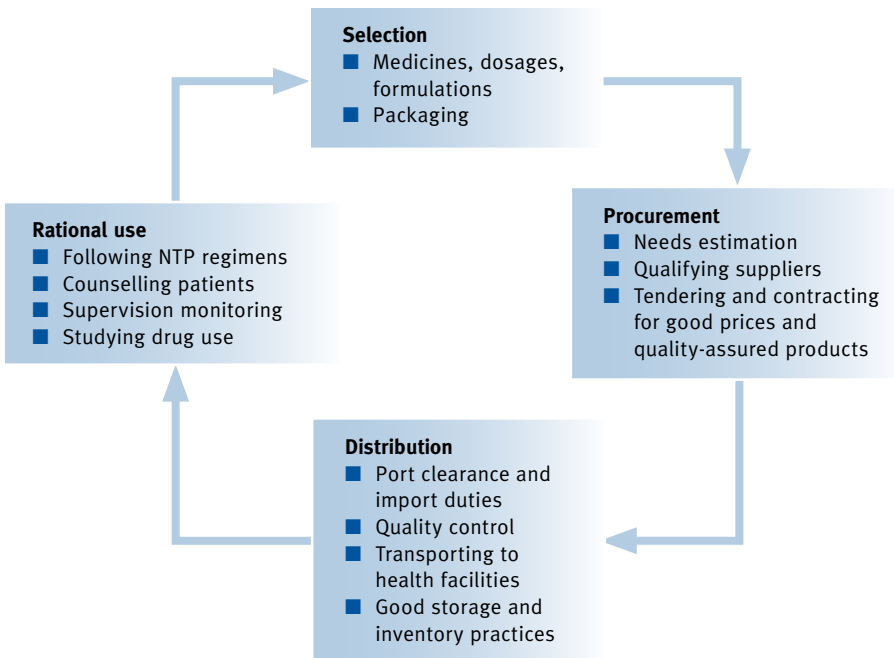 Selection
■ Medicines, dosages,
formulations
■ Packaging
Procurement
■ Needs estimation
■ Qualifying suppliers
■ Tendering and contracting
for good prices and
quality-assured products
Distribution
■ Port clearance and
import duties
■ Quality control
■ Transporting to
health facilities
■ Good storage and
inventory practices
Rational use
■ Following NTP regimens
■ Counselling patients
■ Supervision monitoring
■ Studying drug use